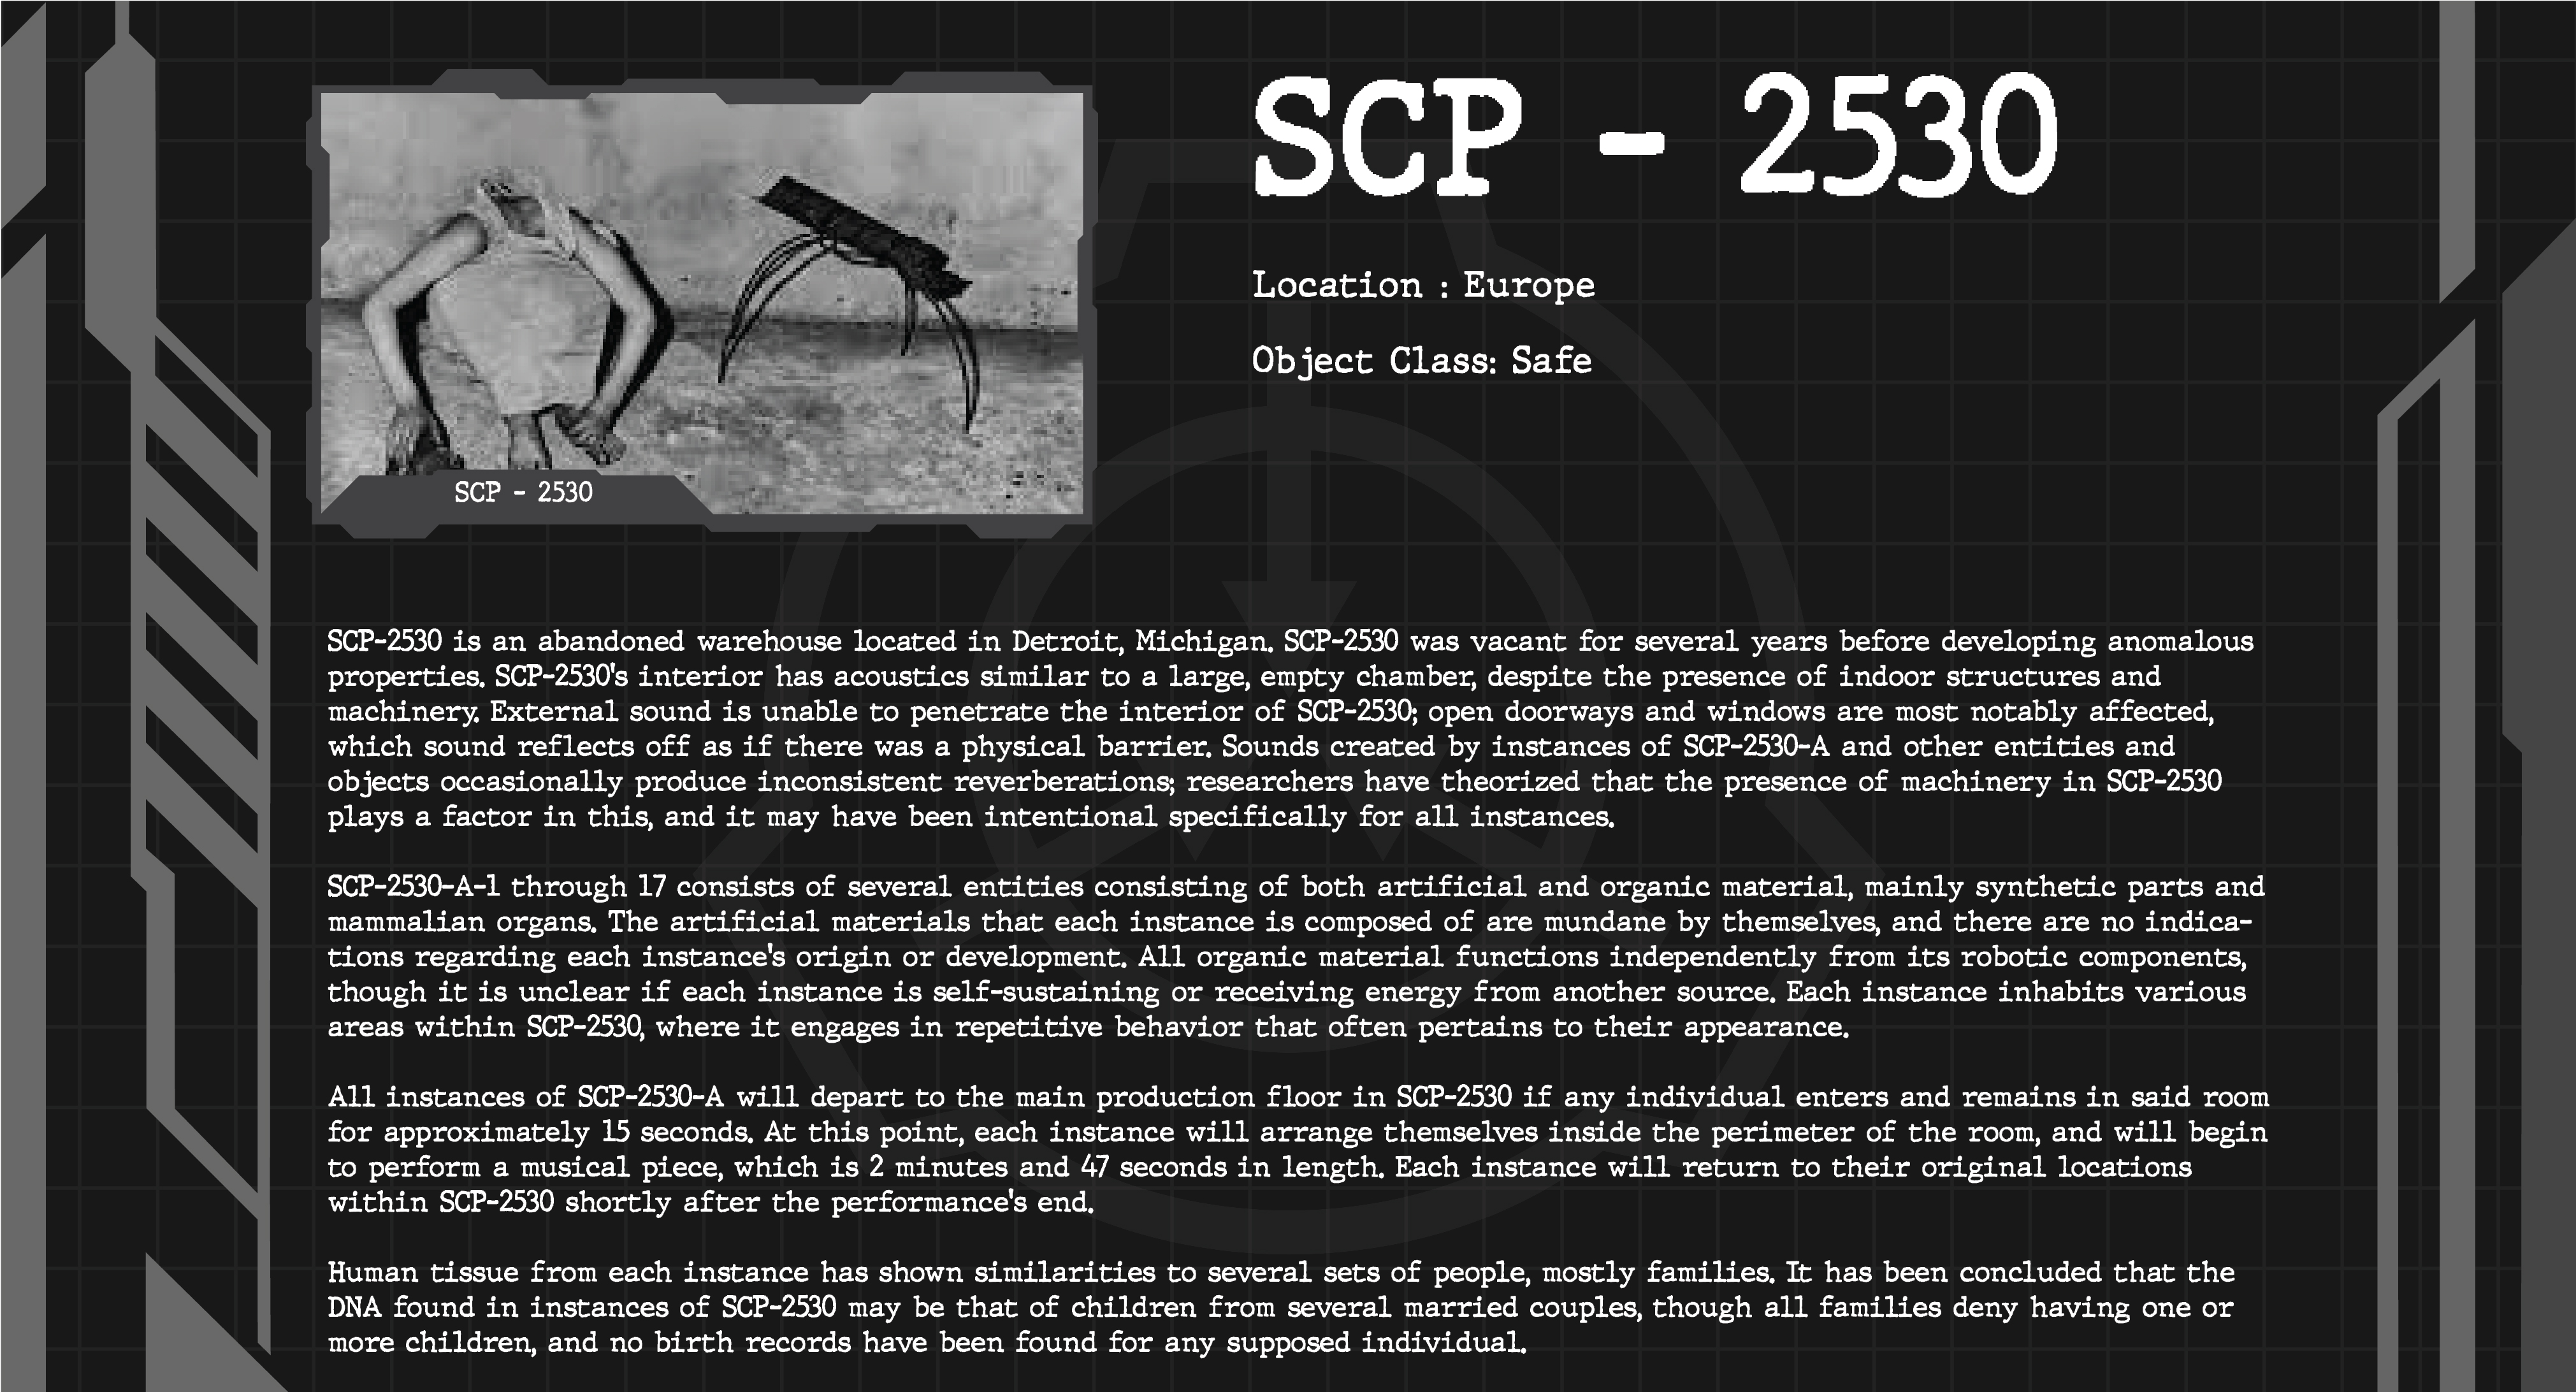 SCP - 2530
Location : Europe
Object Class: Safe
SCP - 2530
SCP-2530 is an abandoned warehouse located in Detroit, Michigan. SCP-2530 was vacant for several years before developing anomalous
properties. SCP-2530's interior has acoustics similar to a large, empty chamber, despite the presence of indoor structures and
machinery. External sound is unable to penetrate the interior of SCP-2530; open doorways and windows are most notably affected,
which sound reflects off as if there was a physical barrier. Sounds created by instances of SCP-2530-A and other entities and
objects occasionally produce inconsistent reverberations; researchers have theorized that the presence of machinery in SCP-2530
plays a factor in this, and it may have been intentional specifically for all instances.
SCP-2530-A-1 through 17 consists of several entities consisting of both artificial and organic material, mainly synthetic parts and
mammalian organs. The artificial materials that each instance is composed of are mundane by themselves, and there are no indica-
tions regarding each instance's origin or development. All organic material functions independently from its robotic components,
though it is unclear if each instance is self-sustaining or receiving energy from another source. Each instance inhabits various
areas within SCP-2530, where it engages in repetitive behavior that often pertains to their appearance.
All instances of SCP-2530-A will depart to the main production floor in SCP-2530 if any individual enters and remains in said room
for approximately 15 seconds. At this point, each instance will arrange themselves inside the perimeter of the room, and will begin
to perform a musical piece, which is 2 minutes and 47 seconds in length. Each instance will return to their original locations
within SCP-2530 shortly after the performance's end.
Human tissue from each instance has shown similarities to several sets of people, mostly families. It has been concluded that the
DNA found in instances of SCP-2530 may be that of children from several married couples, though all families deny having one or
more children, and no birth records have been found for any supposed individual.